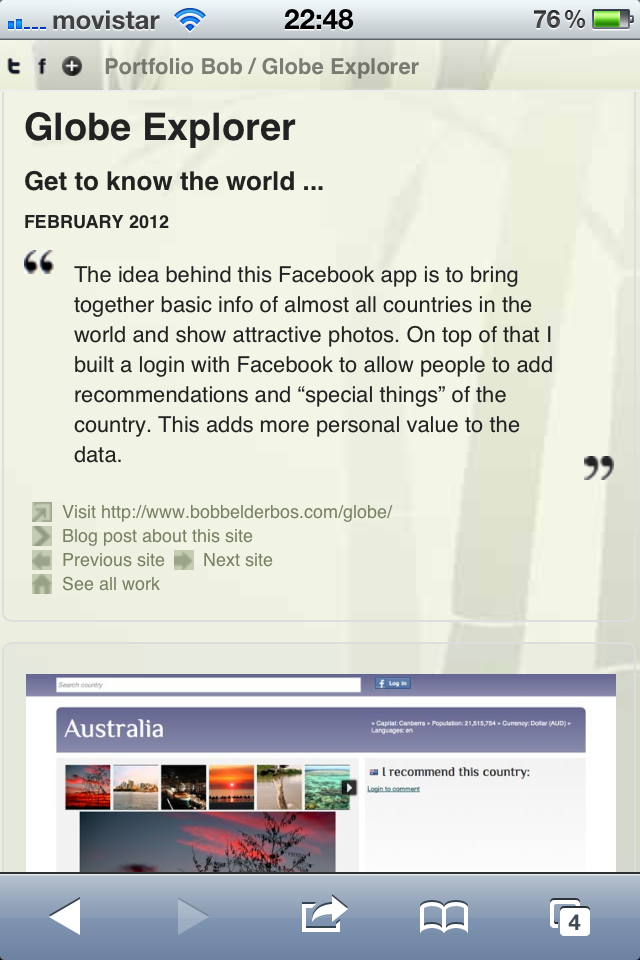 movistar 22:48 76%
Portfolio Bob / Globe Explorer
Globe Explorer
Get to know the world ...
FEBRUARY 2012
“
The idea behind this Facebook app is to bring
together basic info of almost all countries in the
world and show attractive photos. On top of that I
built a login with Facebook to allow people to add
recommendations and “special things” of the
country. This adds more personal value to the
data.
”
Visit http://www.bobbelderbos.com/globe/
Blog post about this site
Previous site Next site
See all work
Search country Log in
Australia
» Capital: Canberra » Population: 21,515,754 » Currency: Dollar (AUD) »
Languages: en
I recommend this country:
Login to comment
4